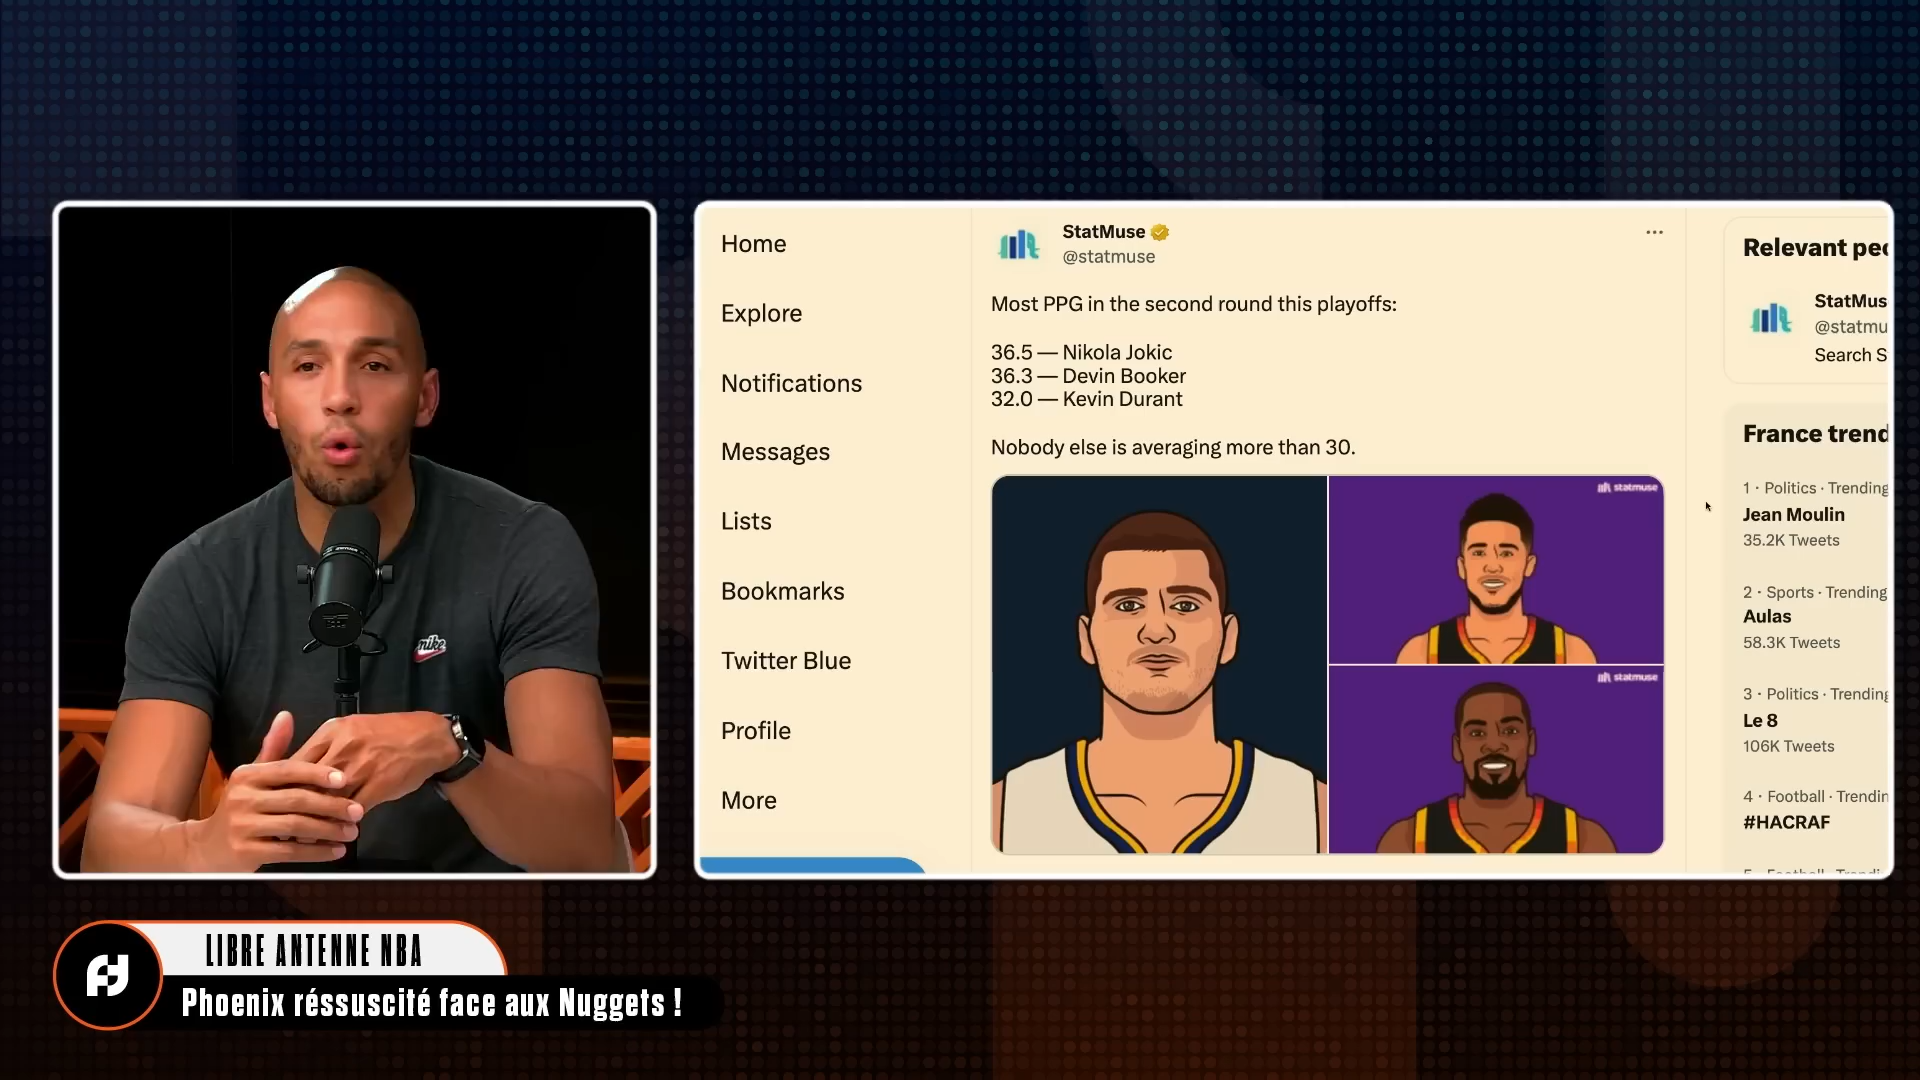 Home
Explore
Notifications
Messages
Lists
Bookmarks
Twitter Blue
Profile
More
StatMuse
@statmuse
Most PPG in the second round this playoffs:
36.5 — Nikola Jokic
36.3 — Devin Booker
32.0 — Kevin Durant
Nobody else is averaging more than 30.
statmuse
statmuse
Relevant pec
StatMus
@statmu
Search S
France trend
1 · Politics · Trending
Jean Moulin
35.2K Tweets
2 · Sports · Trending
Aulas
58.3K Tweets
3 · Politics · Trending
Le 8
106K Tweets
4 · Football · Trendin
#HACRAF
nike
LIBRE ANTENNE NBA
Phoenix réssuscité face aux Nuggets !